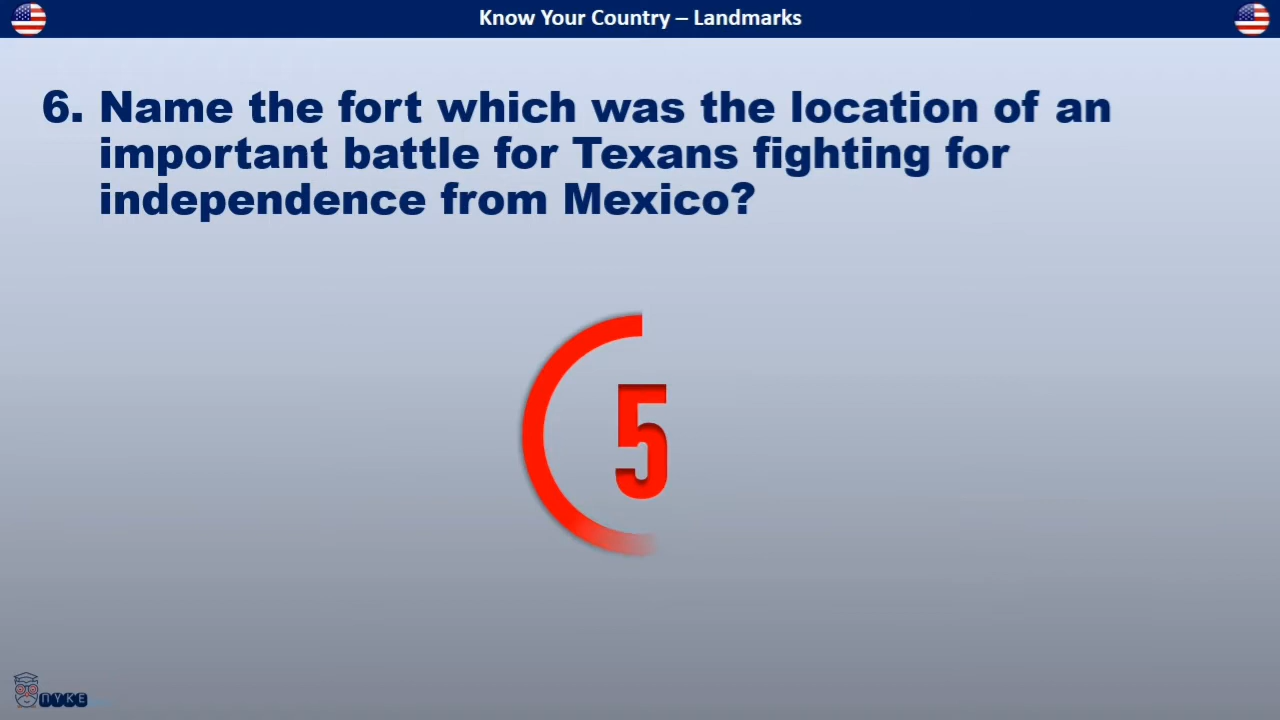 Know Your Country – Landmarks
6. Name the fort which was the location of an
important battle for Texans fighting for
independence from Mexico?
5
NYKE